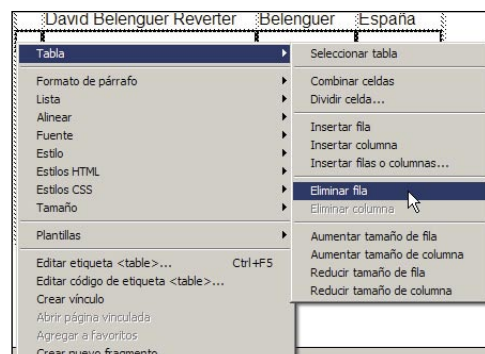 David Belenguer Reverter Belenguer España
Tabla
Formato de párrafo
Lista
Alinear
Fuente
Estilo
Estilos HTML
Estilos CSS
Tamaño
Plantillas
Editar etiqueta <table>... Ctrl+F5
Editar código de etiqueta <table>...
Crear vínculo
Abrir página vinculada
Agregar a favoritos
Crear nuevo fragmento
Seleccionar tabla
Combinar celdas
Dividir celda...
Insertar fila
Insertar columna
Insertar filas o columnas...
Eliminar fila
Eliminar columna
Aumentar tamaño de fila
Aumentar tamaño de columna
Reducir tamaño de fila
Reducir tamaño de columna